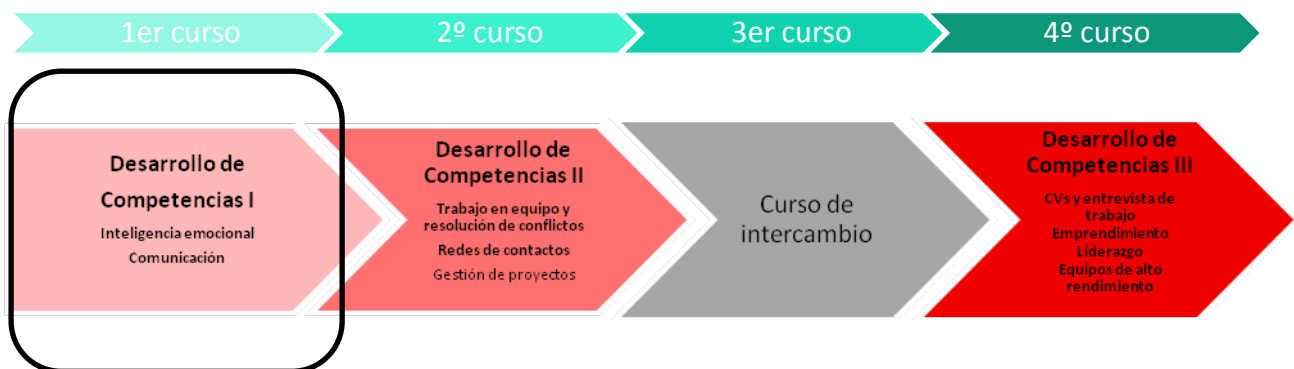 1er curso
2º curso
3er curso
4º curso
Desarrollo de
Competencias I
Inteligencia emocional
Comunicación
Desarrollo de
Competencias II
Trabajo en equipo y
resolución de conflictos
Redes de contactos
Gestión de proyectos
Curso de
intercambio
Desarrollo de
Competencias III
CVs y entrevista de
trabajo
Emprendimiento
Liderazgo
Equipos de alto
rendimiento